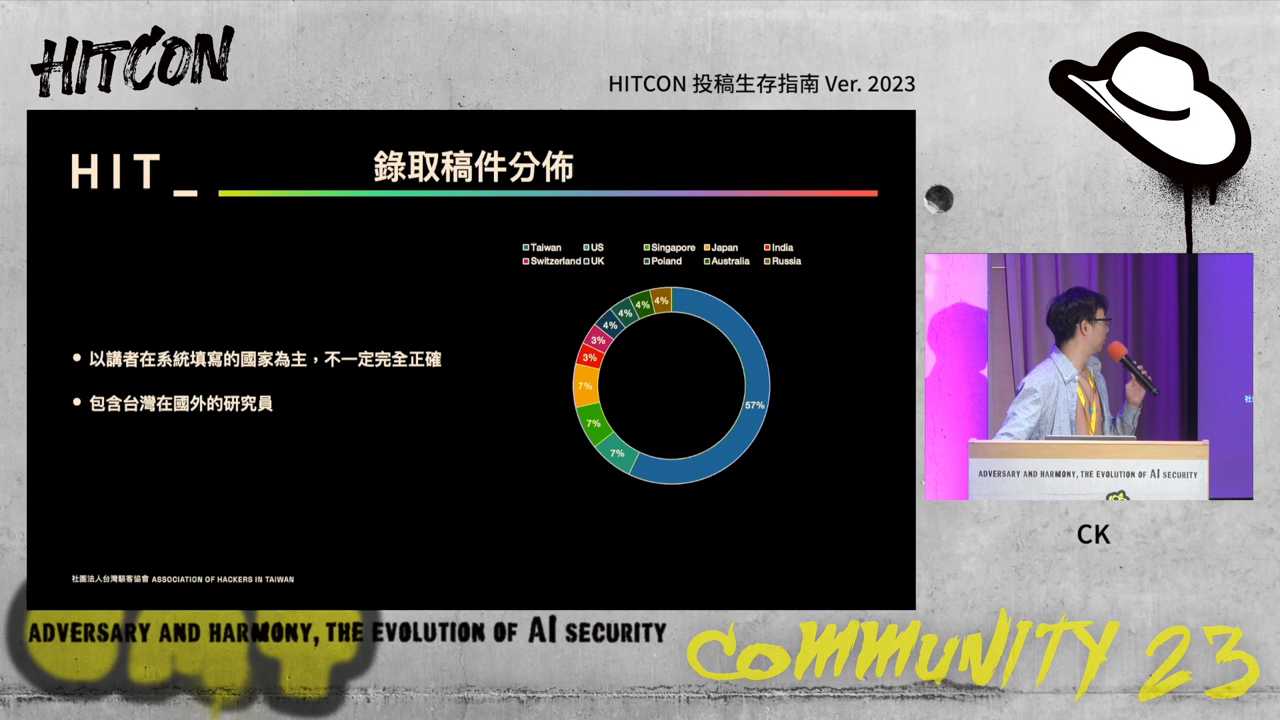 HITCON
HITCON 投稿生存指南 Ver. 2023
HIT_
錄取稿件分佈
Taiwan US Singapore Japan India
Switzerland UK Poland Australia Russia
以講者在系統填寫的國家為主，不一定完全正確
包含台灣在國外的研究員
4%
4%
4%
4%
3%
3%
7%
7%
7%
57%
社團法人台灣駭客協會 ASSOCIATION OF HACKERS IN TAIWAN
社
ADVERSARY AND HARMONY, THE EVOLUTION OF AI SECURITY
CK
ADVERSARY AND HARMONY, THE EVOLUTION OF AI SECURITY
COMMUNITY 23